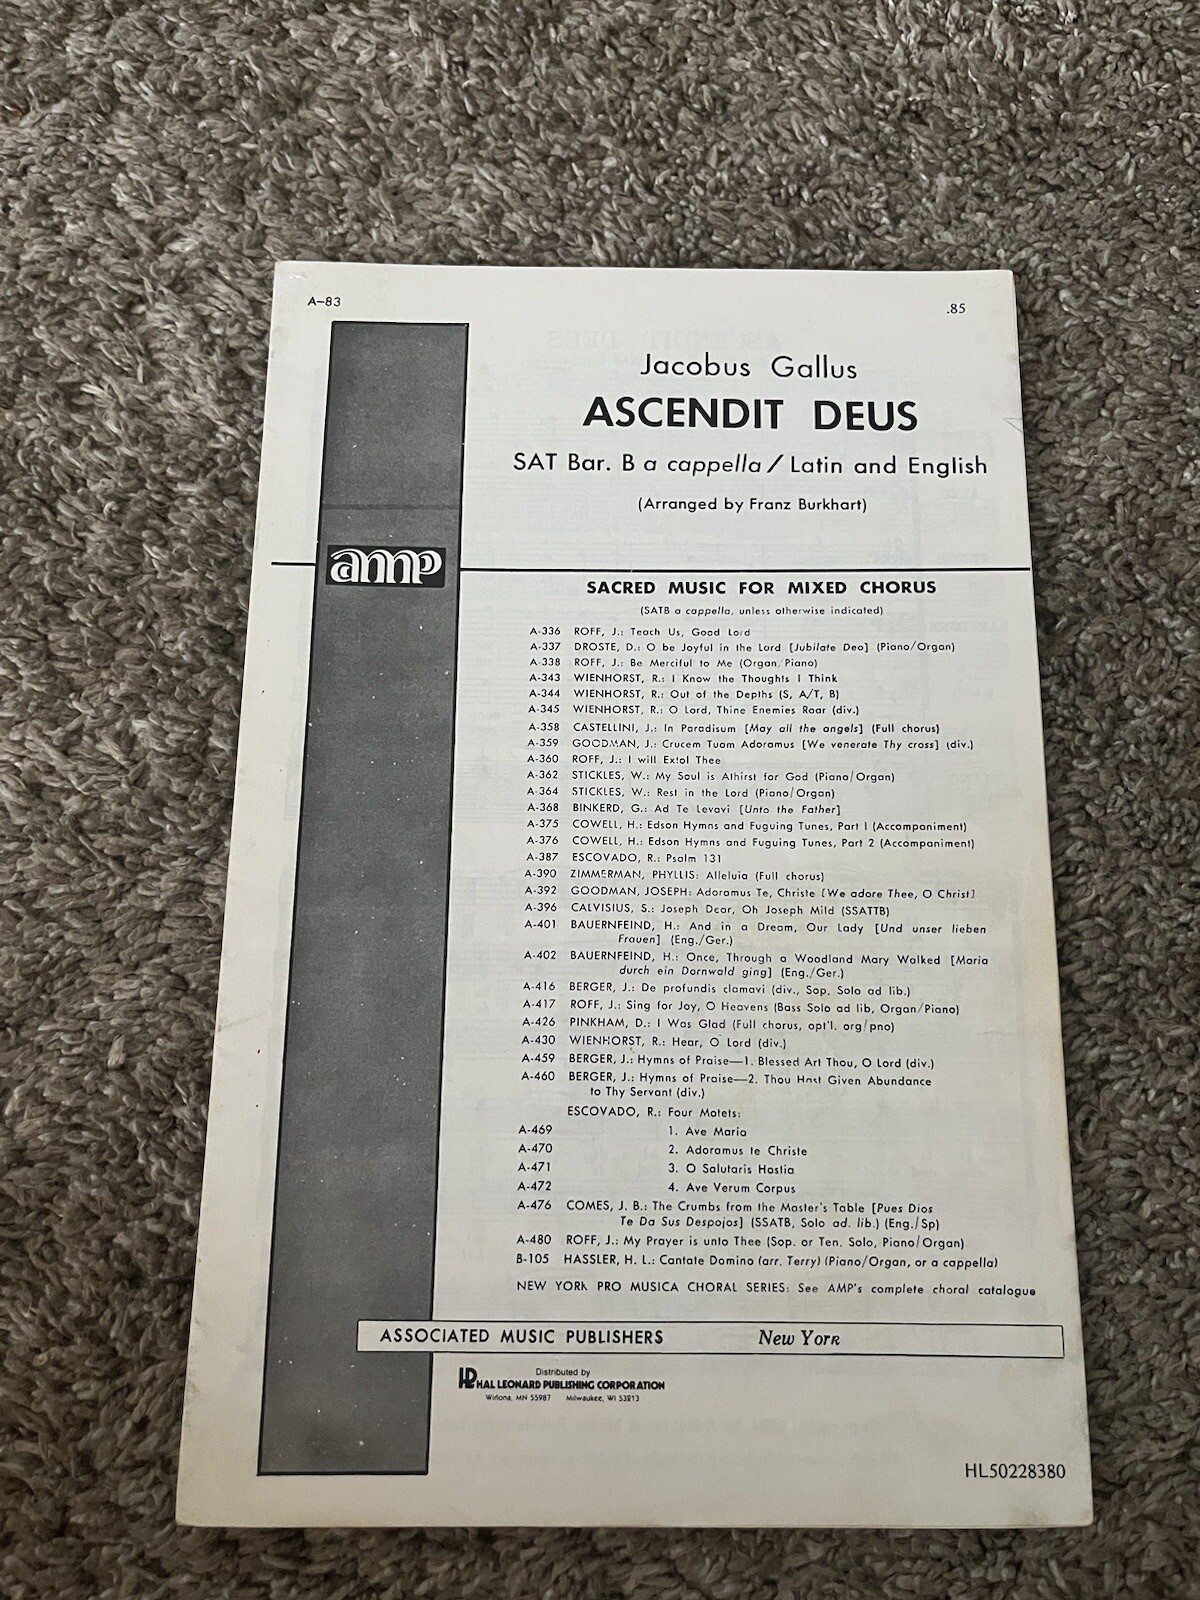 A-83
.85
Jacobus Gallus
ASCENDIT DEUS
SAT Bar. B a cappella / Latin and English
(Arranged by Franz Burkhart)
amp
SACRED MUSIC FOR MIXED CHORUS
(SATB a cappella, unless otherwise indicated)
A-336 ROFF, J.: Teach Us, Good Lord
A-337 DROSTE, D.: O be Joyful in the Lord [Jubilate Deo] (Piano/Organ)
A-338 ROFF, J.: Be Merciful to Me (Organ/Piano)
A-343 WIENHORST, R.: I Know the Thoughts I Think
A-344 WIENHORST, R.: Out of the Depths (S, A/T, B)
A-345 WIENHORST, R.: O Lord, Thine Enemies Roar (div.)
A-358 CASTELLINI, J.: In Paradisum [May all the angels] (Full chorus)
A-359 GOODMAN, J.: Crucem Tuam Adoramus [We venerate Thy cross] (div.)
A-360 ROFF, J.: I will Extol Thee
A-362 STICKLES, W.: My Soul is Athirst for God (Piano/Organ)
A-364 STICKLES, W.: Rest in the Lord (Piano/Organ)
A-368 BINKERD, G.: Ad Te Levavi [Unto the Father]
A-375 COWELL, H.: Edson Hymns and Fuguing Tunes, Part 1 (Accompaniment)
A-376 COWELL, H.: Edson Hymns and Fuguing Tunes, Part 2 (Accompaniment)
A-387 ESCOVADO, R.: Psalm 131
A-390 ZIMMERMAN, PHYLLIS: Alleluia (Full chorus)
A-392 GOODMAN, JOSEPH: Adoramus Te, Christe [We adore Thee, O Christ]
A-396 CALVISIUS, S.: Joseph Dear, Oh Joseph Mild (SSATTB)
A-401 BAUERNFEIND, H.: And in a Dream, Our Lady [Und unser lieben
Frauen] (Eng./Ger.)
A-402 BAUERNFEIND, H.: Once, Through a Woodland Mary Walked [Maria
durch ein Dornwald ging] (Eng./Ger.)
A-416 BERGER, J.: De profundis clamavi (div., Sop. Solo ad lib.)
A-417 ROFF, J.: Sing for Joy, O Heavens (Bass Solo ad lib, Organ/Piano)
A-426 PINKHAM, D.: I Was Glad (Full chorus, opt'l. org/pno)
A-430 WIENHORST, R.: Hear, O Lord (div.)
A-459 BERGER, J.: Hymns of Praise—1. Blessed Art Thou, O Lord (div.)
A-460 BERGER, J.: Hymns of Praise—2. Thou Hast Given Abundance
to Thy Servant (div.)
ESCOVADO, R.: Four Motets:
A-469 1. Ave Maria
A-470 2. Adoramus te Christe
A-471 3. O Salutaris Hostia
A-472 4. Ave Verum Corpus
A-476 COMES, J. B.: The Crumbs from the Master's Table [Pues Dios
Te Da Sus Despojos] (SSATB, Solo ad. lib.) (Eng./Sp)
A-480 ROFF, J.: My Prayer is unto Thee (Sop. or Ten. Solo, Piano/Organ)
B-105 HASSLER, H. L.: Cantate Domino (arr. Terry) (Piano/Organ, or a cappella)
NEW YORK PRO MUSICA CHORAL SERIES: See AMP's complete choral catalogue
ASSOCIATED MUSIC PUBLISHERS New York
Distributed by
HAL LEONARD PUBLISHING CORPORATION
Winona, MN 55987 Milwaukee, WI 53213
HL50228380